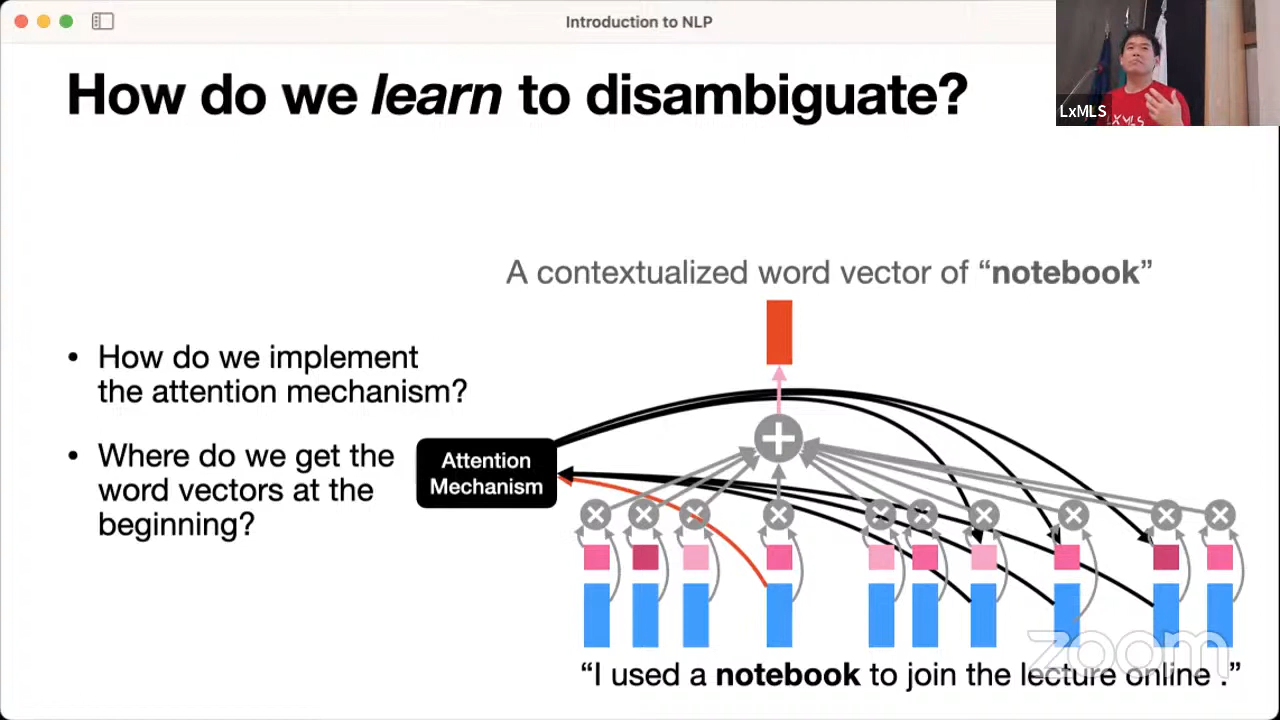 Introduction to NLP
How do we learn to disambiguate?
LxMLS
LXMLS
A contextualized word vector of “notebook”
• How do we implement
the attention mechanism?
• Where do we get the
word vectors at the
beginning?
Attention
Mechanism
“I used a notebook to join the lecture online .”
zoom